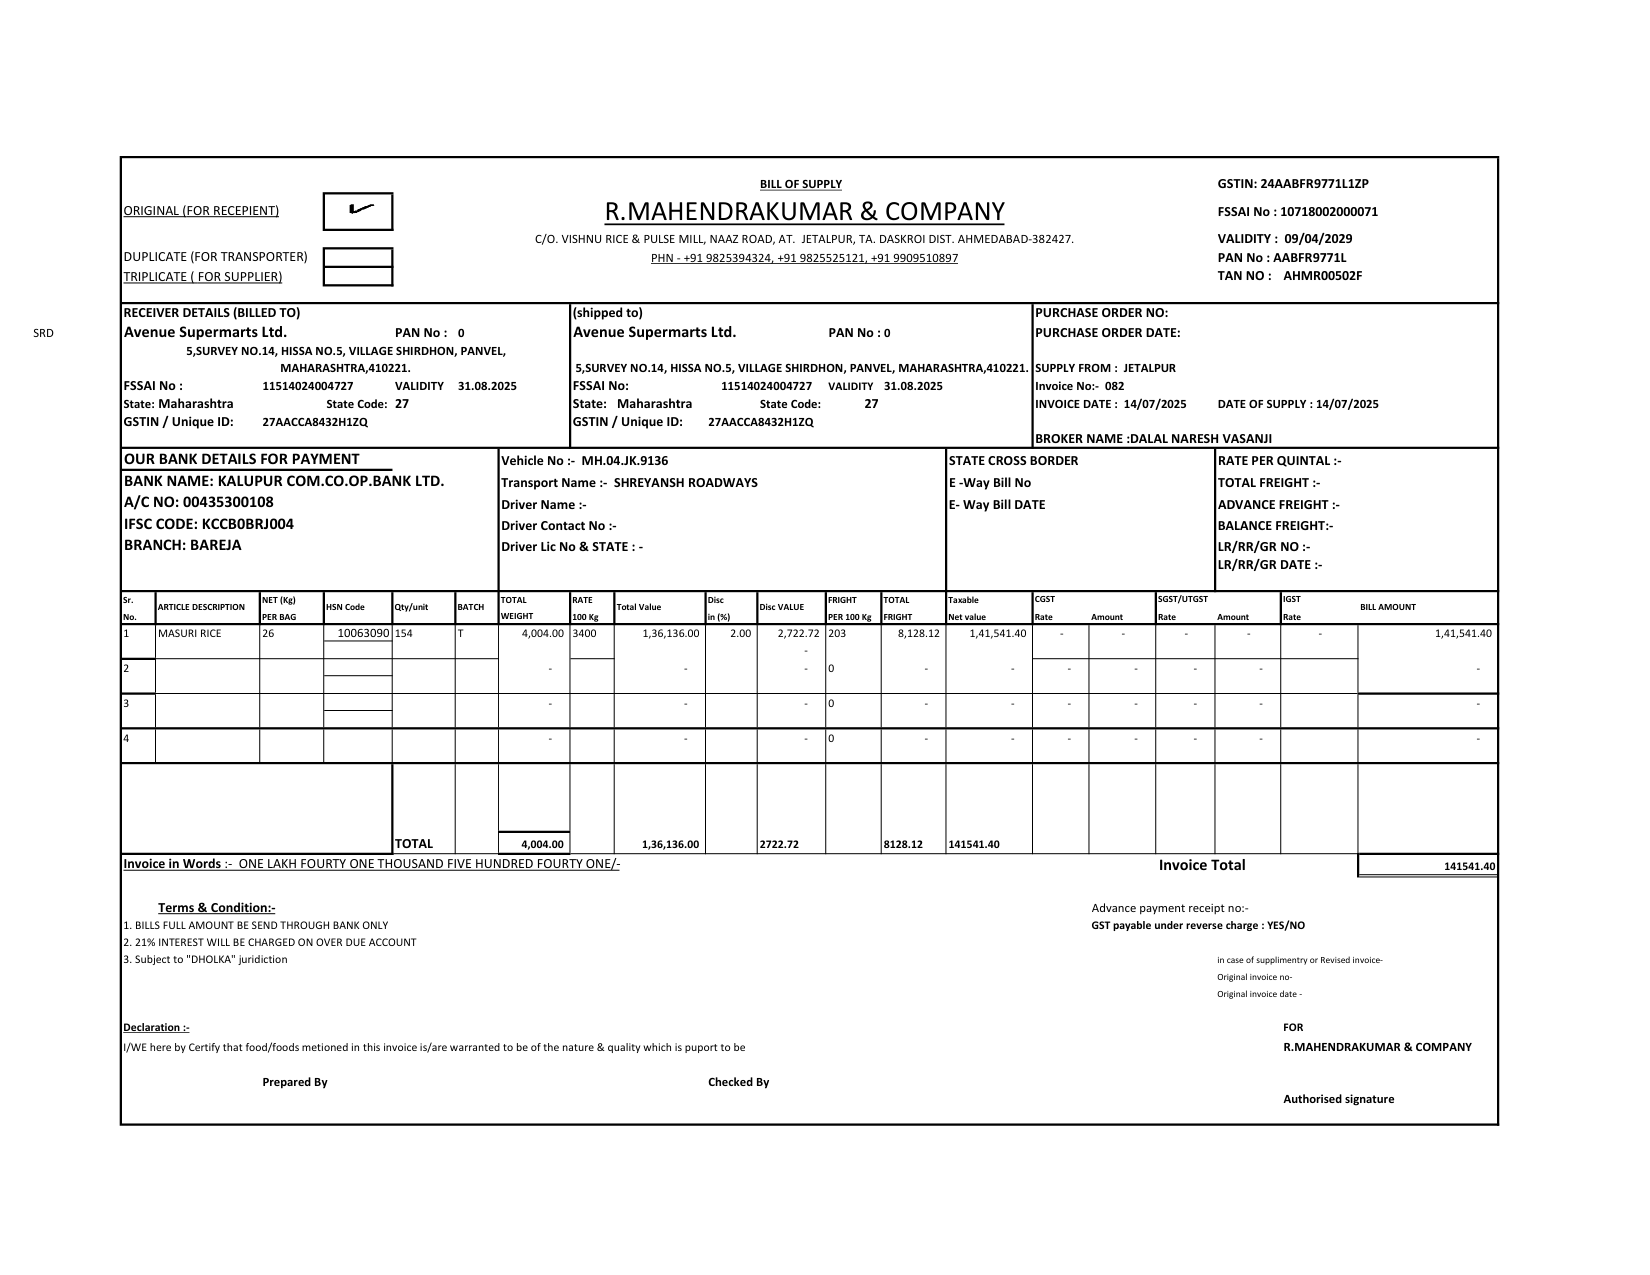 BILL OF SUPPLY
GSTIN: 24AABFR9771L1ZP
ORIGINAL (FOR RECEPIENT)
R.MAHENDRAKUMAR & COMPANY
FSSAI No : 10718002000071
C/O. VISHNU RICE & PULSE MILL, NAAZ ROAD, AT. JETALPUR, TA. DASKROI DIST. AHMEDABAD-382427.
VALIDITY : 09/04/2029
DUPLICATE (FOR TRANSPORTER)
PHN - +91 9825394324, +91 9825525121, +91 9909510897
PAN No : AABFR9771L
TRIPLICATE ( FOR SUPPLIER)
TAN NO : AHMR00502F
RECEIVER DETAILS (BILLED TO)
SRD
Avenue Supermarts Ltd. PAN No : 0
5,SURVEY NO.14, HISSA NO.5, VILLAGE SHIRDHON, PANVEL,
MAHARASHTRA,410221.
FSSAI No : 11514024004727 VALIDITY 31.08.2025
State: Maharashtra State Code: 27
GSTIN / Unique ID: 27AACCA8432H1ZQ
(shipped to)
Avenue Supermarts Ltd. PAN No : 0
5,SURVEY NO.14, HISSA NO.5, VILLAGE SHIRDHON, PANVEL, MAHARASHTRA,410221.
FSSAI No: 11514024004727 VALIDITY 31.08.2025
State: Maharashtra State Code: 27
GSTIN / Unique ID: 27AACCA8432H1ZQ
PURCHASE ORDER NO:
PURCHASE ORDER DATE:
SUPPLY FROM : JETALPUR
Invoice No:- 082
INVOICE DATE : 14/07/2025 DATE OF SUPPLY : 14/07/2025
BROKER NAME :DALAL NARESH VASANJI
OUR BANK DETAILS FOR PAYMENT
BANK NAME: KALUPUR COM.CO.OP.BANK LTD.
A/C NO: 00435300108
IFSC CODE: KCCB0BRJ004
BRANCH: BAREJA
Vehicle No :- MH.04.JK.9136
Transport Name :- SHREYANSH ROADWAYS
Driver Name :-
Driver Contact No :-
Driver Lic No & STATE : -
STATE CROSS BORDER
E -Way Bill No
E- Way Bill DATE
RATE PER QUINTAL :-
TOTAL FREIGHT :-
ADVANCE FREIGHT :-
BALANCE FREIGHT:-
LR/RR/GR NO :-
LR/RR/GR DATE :-
Sr. NET (Kg) TOTAL RATE Disc FRIGHT TOTAL Taxable CGST SGST/UTGST IGST
ARTICLE DESCRIPTION HSN Code Qty/unit BATCH Total Value Disc VALUE BILL AMOUNT
No. PER BAG WEIGHT 100 Kg in (%) PER 100 Kg FRIGHT Net value Rate Amount Rate Amount Rate
1 MASURI RICE 26 10063090 154 T 4,004.00 3400 1,36,136.00 2.00 2,722.72 203 8,128.12 1,41,541.40 - - - - - 1,41,541.40
-
2 - - - 0 - - - - - - -
3 - - - 0 - - - - - - -
4 - - - 0 - - - - - - -
TOTAL 4,004.00 1,36,136.00 2722.72 8128.12 141541.40
Invoice in Words :- ONE LAKH FOURTY ONE THOUSAND FIVE HUNDRED FOURTY ONE/- Invoice Total 141541.40
Terms & Condition:- Advance payment receipt no:-
1. BILLS FULL AMOUNT BE SEND THROUGH BANK ONLY GST payable under reverse charge : YES/NO
2. 21% INTEREST WILL BE CHARGED ON OVER DUE ACCOUNT
3. Subject to "DHOLKA" juridiction in case of supplimentry or Revised invoice-
Original invoice no-
Original invoice date -
Declaration :- FOR
I/WE here by Certify that food/foods metioned in this invoice is/are warranted to be of the nature & quality which is puport to be R.MAHENDRAKUMAR & COMPANY
Prepared By Checked By
Authorised signature